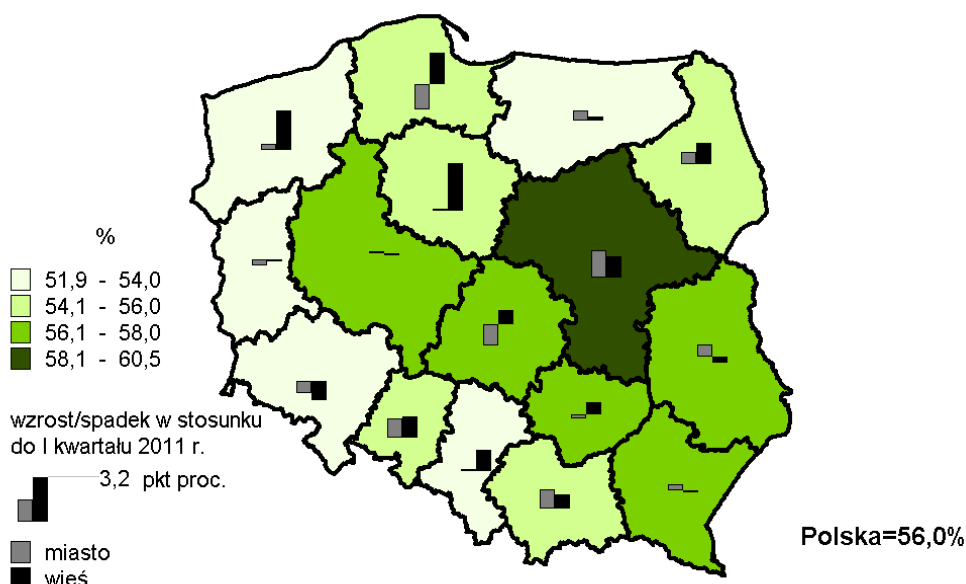 %
51,9 - 54,0
54,1 - 56,0
56,1 - 58,0
58,1 - 60,5
wzrost/spadek w stosunku
do I kwartału 2011 r.
3,2 pkt proc.
miasto
wieś
Polska=56,0%